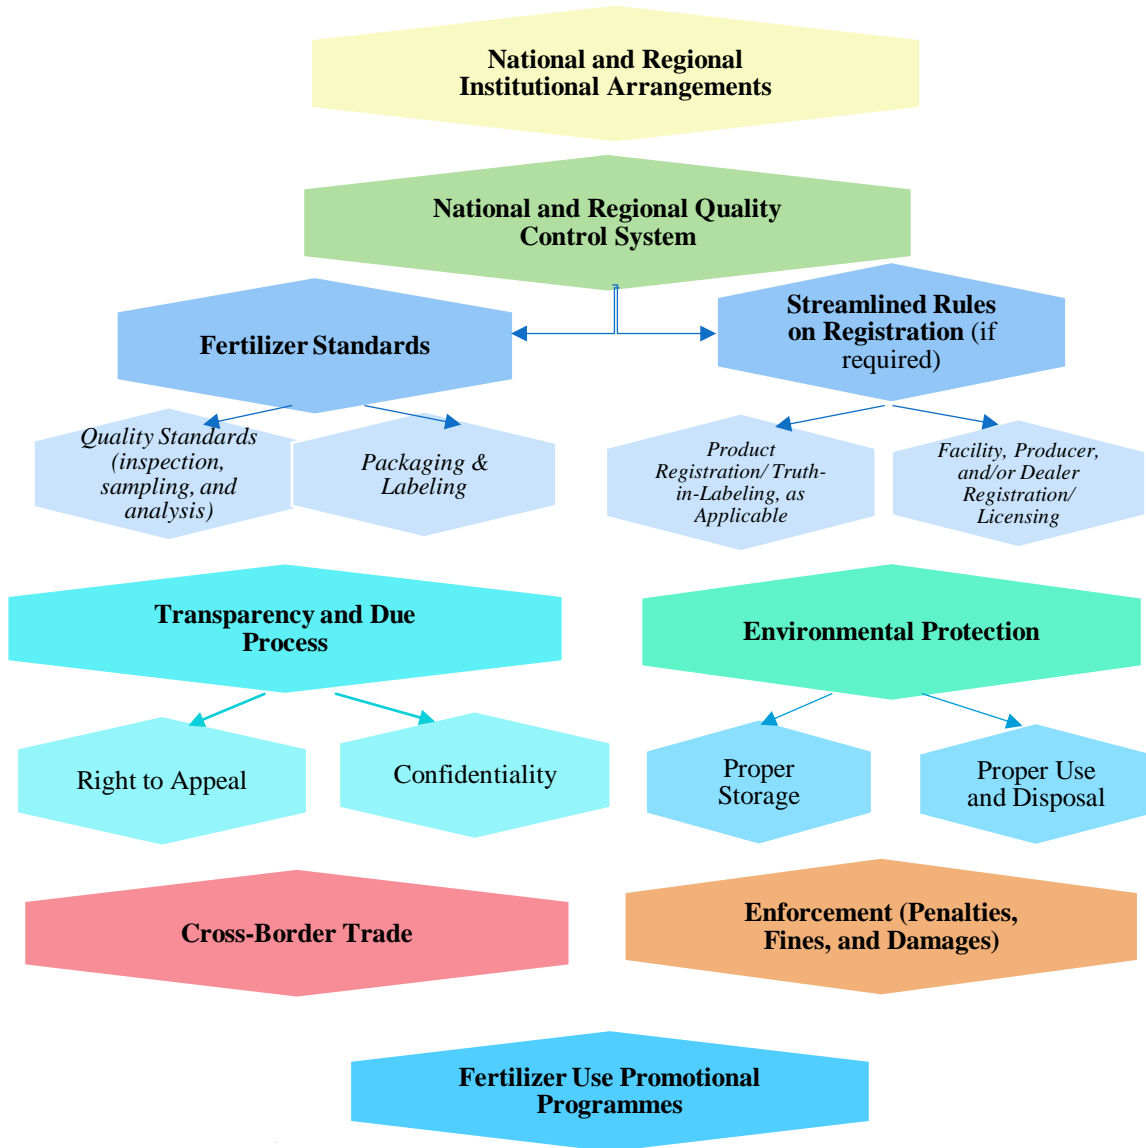 National and Regional
Institutional Arrangements
National and Regional Quality
Control System
Fertilizer Standards
Streamlined Rules
on Registration (if
required)
Quality Standards
(inspection,
sampling, and
analysis)
Packaging &
Labeling
Product
Registration/ Truth-
in-Labeling, as
Applicable
Facility, Producer,
and/or Dealer
Registration/
Licensing
Transparency and Due
Process
Environmental Protection
Right to Appeal
Confidentiality
Proper
Storage
Proper Use
and Disposal
Cross-Border Trade
Enforcement (Penalties,
Fines, and Damages)
Fertilizer Use Promotional
Programmes